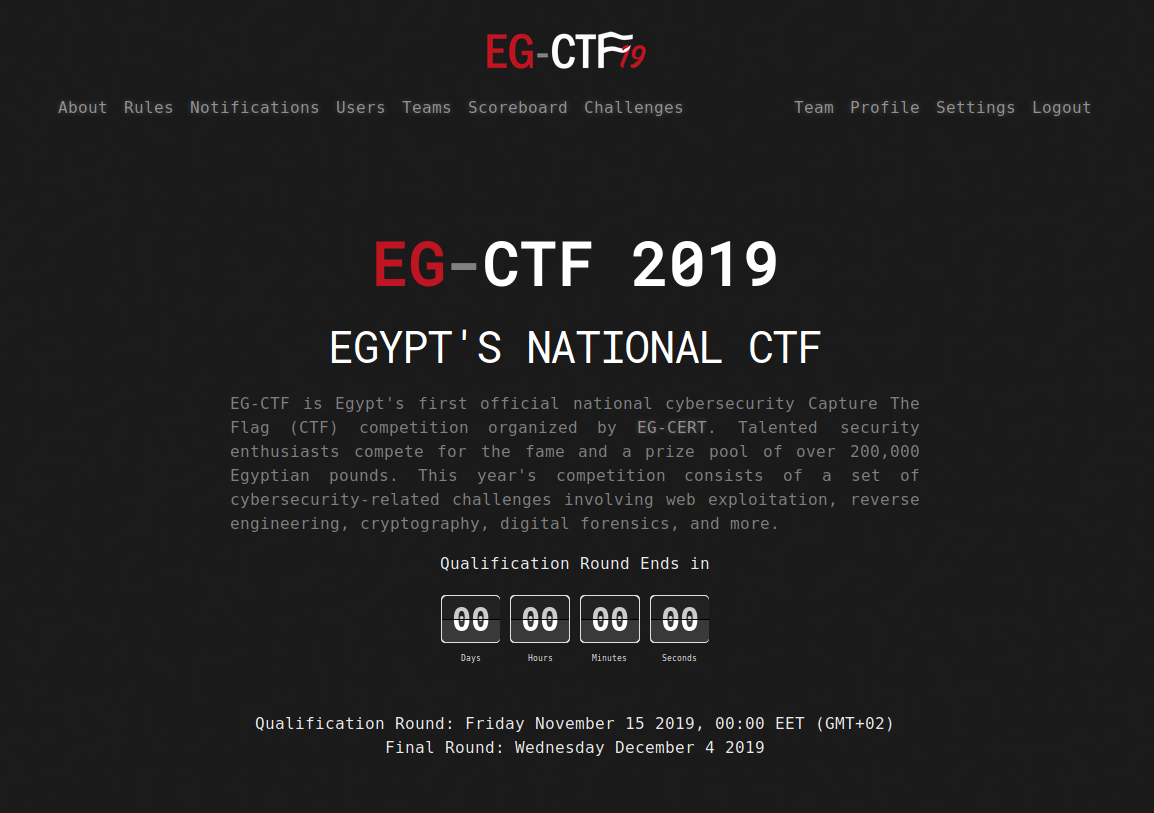 EG-CTF19
About Rules Notifications Users Teams Scoreboard Challenges Team Profile Settings Logout
EG-CTF 2019
EGYPT'S NATIONAL CTF
EG-CTF is Egypt's first official national cybersecurity Capture The
Flag (CTF) competition organized by EG-CERT. Talented security
enthusiasts compete for the fame and a prize pool of over 200,000
Egyptian pounds. This year's competition consists of a set of
cybersecurity-related challenges involving web exploitation, reverse
engineering, cryptography, digital forensics, and more.
Qualification Round Ends in
00 00 00 00
Days Hours Minutes Seconds
Qualification Round: Friday November 15 2019, 00:00 EET (GMT+02)
Final Round: Wednesday December 4 2019